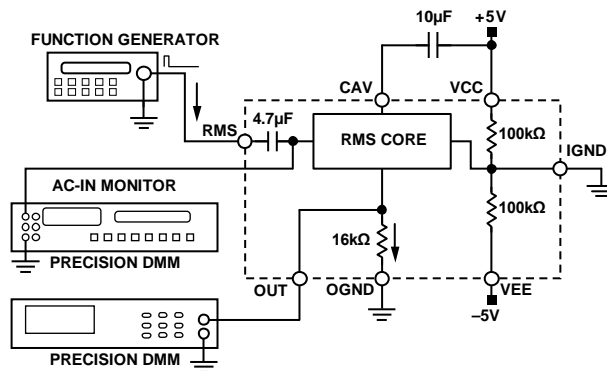 10µF
+5V
FUNCTION GENERATOR
CAV
VCC
4.7µF
RMS
RMS CORE
100kΩ
IGND
AC-IN MONITOR
100kΩ
16kΩ
PRECISION DMM
OUT
OGND
VEE
–5V
PRECISION DMM